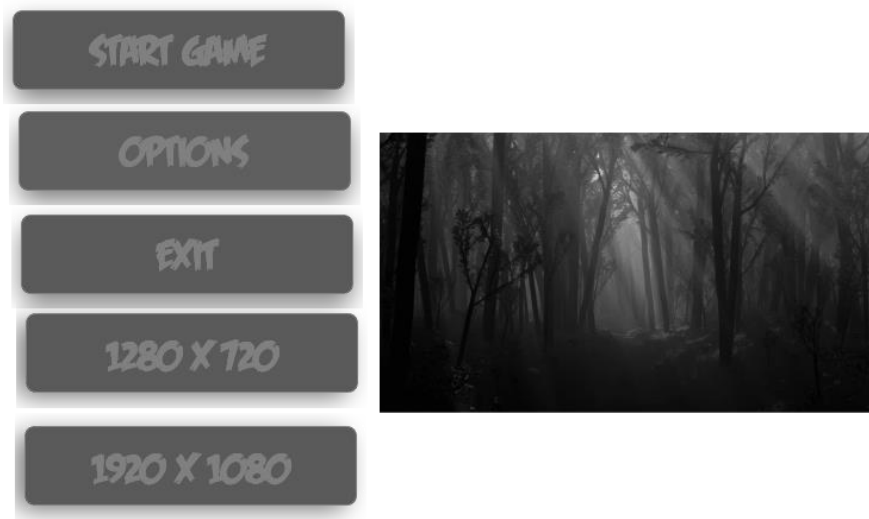 START GAME
OPTIONS
EXIT
1280 X 720
1920 X 1080